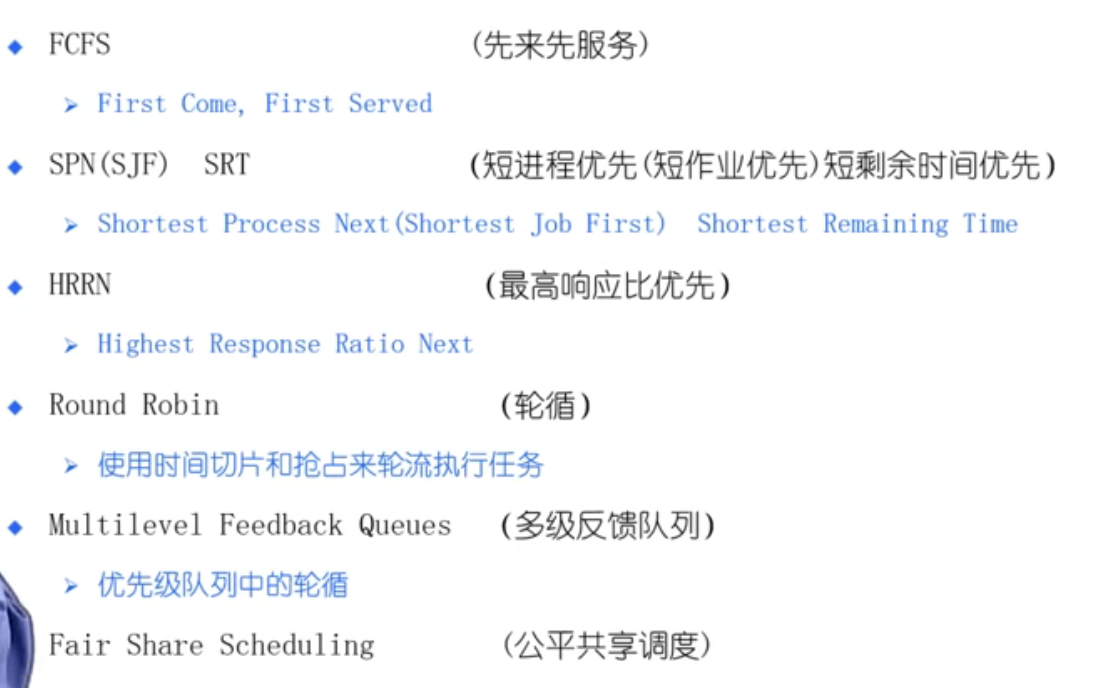 FCFS (先来先服务)
First Come, First Served
SPN(SJF) SRT (短进程优先(短作业优先)短剩余时间优先)
Shortest Process Next(Shortest Job First) Shortest Remaining Time
HRRN (最高响应比优先)
Highest Response Ratio Next
Round Robin (轮循)
使用时间切片和抢占来轮流执行任务
Multilevel Feedback Queues (多级反馈队列)
优先级队列中的轮循
Fair Share Scheduling (公平共享调度)